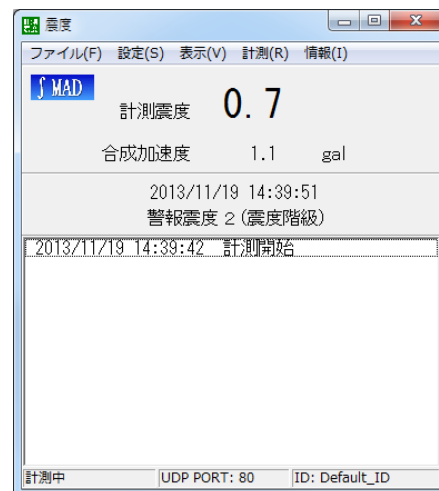 震度
ファイル(F) 設定(S) 表示(V) 計測(R) 情報(I)
∫MAD
計測震度 0.7
合成加速度 1.1 gal
2013/11/19 14:39:51
警報震度 2 (震度階級)
2013/11/19 14:39:42 計測開始
計測中 UDP PORT: 80 ID: Default_ID